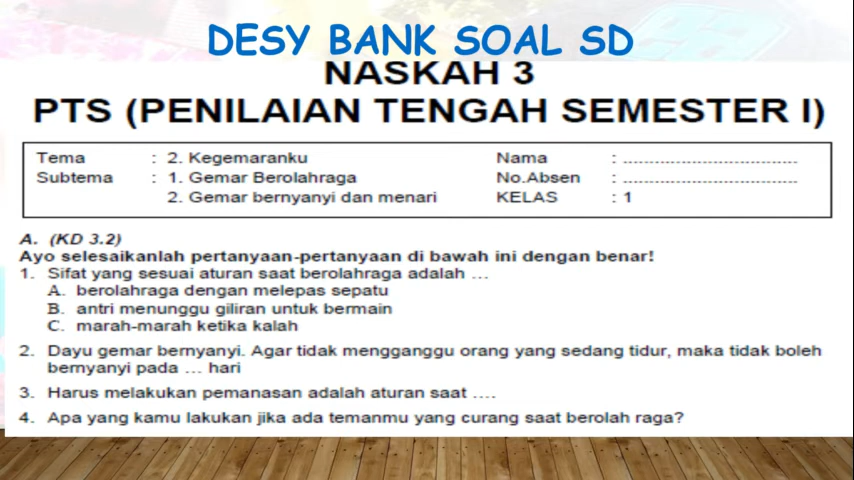 DESY BANK SOAL SD
NASKAH 3
PTS (PENILAIAN TENGAH SEMESTER I)
Tema : 2. Kegemaranku Nama : ..................................
Subtema : 1. Gemar Berolahraga No.Absen : ..................................
2. Gemar bernyanyi dan menari KELAS : 1
A. (KD 3.2)
Ayo selesaikanlah pertanyaan-pertanyaan di bawah ini dengan benar!
1. Sifat yang sesuai aturan saat berolahraga adalah ...
A. berolahraga dengan melepas sepatu
B. antri menunggu giliran untuk bermain
C. marah-marah ketika kalah
2. Dayu gemar bernyanyi. Agar tidak mengganggu orang yang sedang tidur, maka tidak boleh
bernyanyi pada ... hari
3. Harus melakukan pemanasan adalah aturan saat ....
4. Apa yang kamu lakukan jika ada temanmu yang curang saat berolah raga?